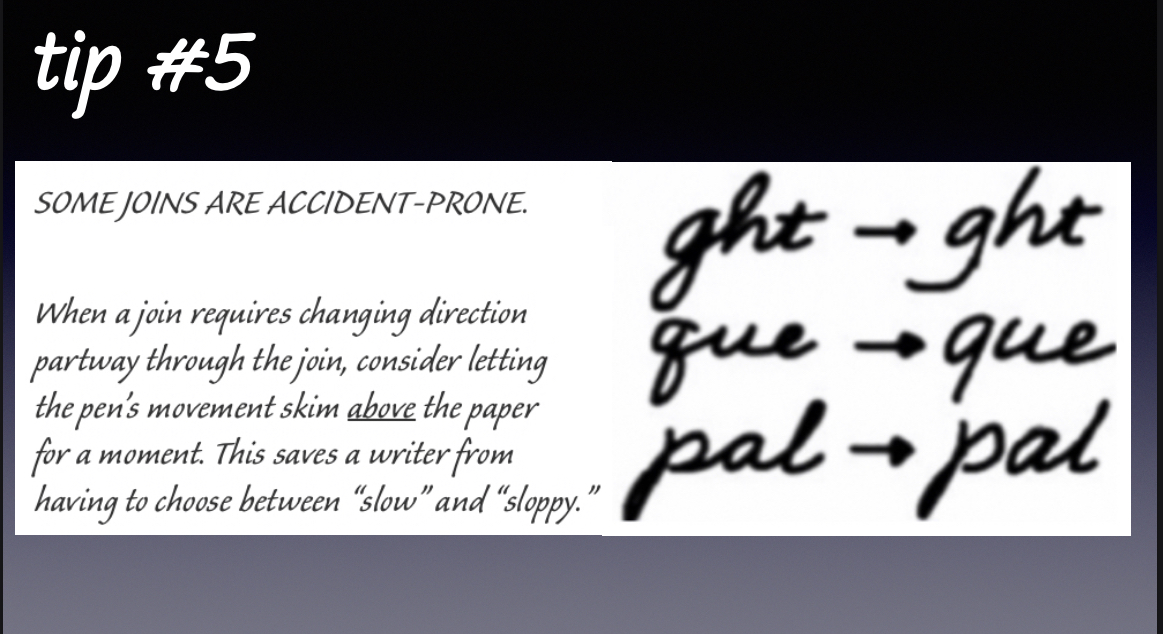 tip #5
SOME JOINS ARE ACCIDENT-PRONE.
When a join requires changing direction
partway through the join, consider letting
the pen’s movement skim above the paper
for a moment. This saves a writer from
having to choose between “slow” and “sloppy.”
ght → ght
que → que
pal → pal